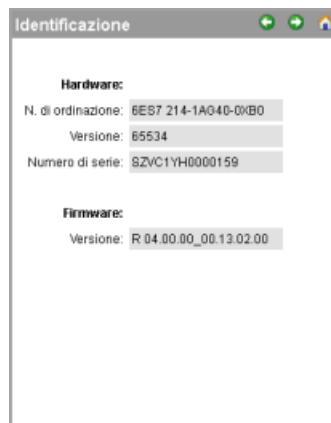 Identificazione
Hardware:
N. di ordinazione: 6ES7 214-1AG40-0XB0
Versione: 65534
Numero di serie: SZVC1YH0000159
Firmware:
Versione: R 04.00.00_00.13.02.00